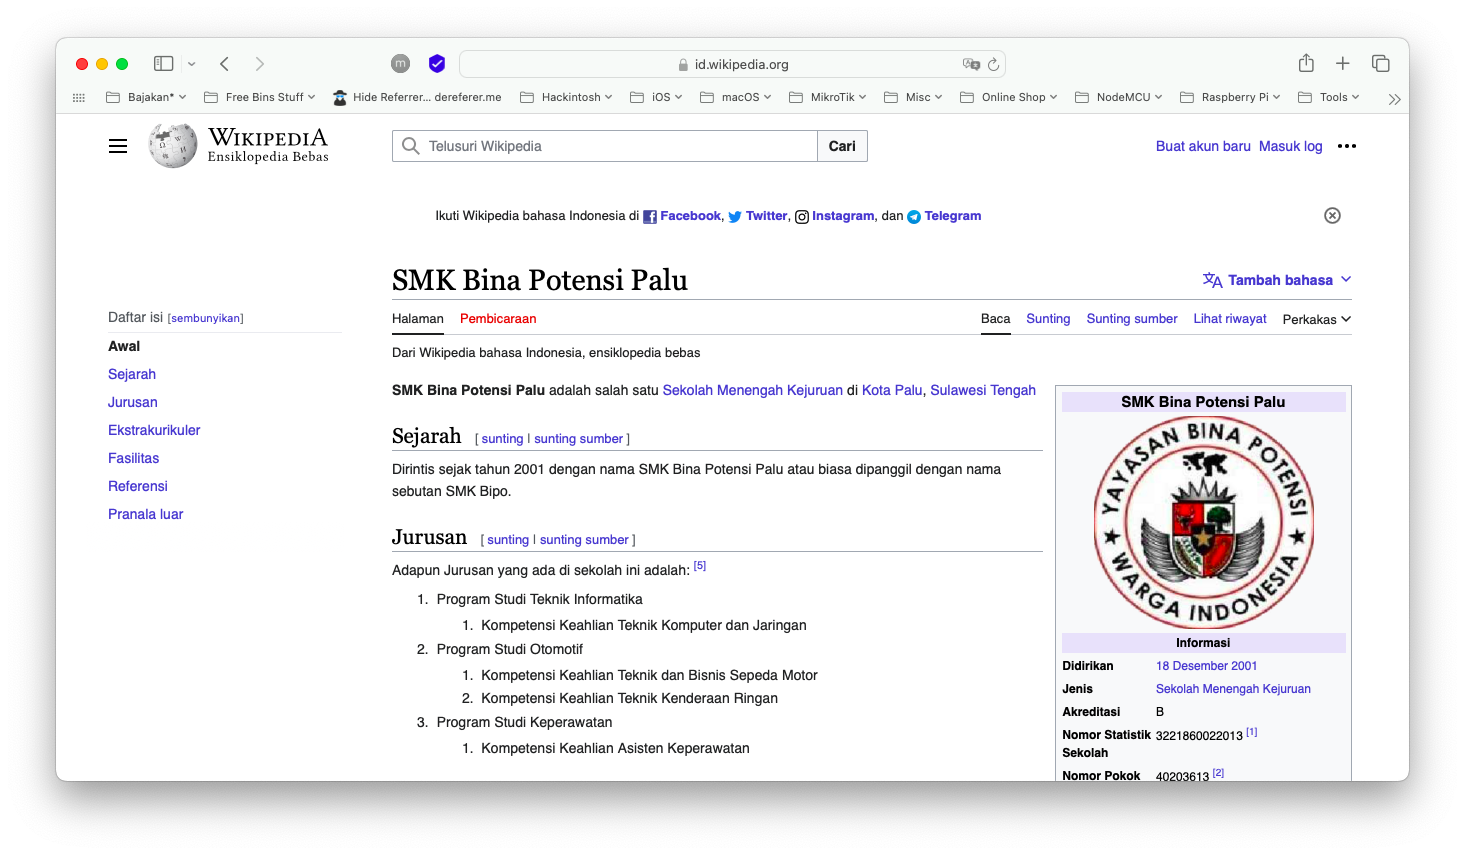 id.wikipedia.org
Bajakan*
Free Bins Stuff
Hide Referrer... dereferer.me
Hackintosh
iOS
macOS
MikroTik
Misc
Online Shop
NodeMCU
Raspberry Pi
Tools
WIKIPEDIA
Ensiklopedia Bebas
Telusuri Wikipedia
Cari
Buat akun baru Masuk log
Ikuti Wikipedia bahasa Indonesia di Facebook, Twitter, Instagram, dan Telegram
SMK Bina Potensi Palu
Tambah bahasa
Daftar isi [sembunyikan]
Awal
Sejarah
Jurusan
Ekstrakurikuler
Fasilitas
Referensi
Pranala luar
Halaman Pembicaraan
Baca Sunting Sunting sumber Lihat riwayat Perkakas
Dari Wikipedia bahasa Indonesia, ensiklopedia bebas
SMK Bina Potensi Palu adalah salah satu Sekolah Menengah Kejuruan di Kota Palu, Sulawesi Tengah
Sejarah [ sunting | sunting sumber ]
Dirintis sejak tahun 2001 dengan nama SMK Bina Potensi Palu atau biasa dipanggil dengan nama
sebutan SMK Bipo.
Jurusan [ sunting | sunting sumber ]
Adapun Jurusan yang ada di sekolah ini adalah: [5]
1. Program Studi Teknik Informatika
1. Kompetensi Keahlian Teknik Komputer dan Jaringan
2. Program Studi Otomotif
1. Kompetensi Keahlian Teknik dan Bisnis Sepeda Motor
2. Kompetensi Keahlian Teknik Kenderaan Ringan
3. Program Studi Keperawatan
1. Kompetensi Keahlian Asisten Keperawatan
SMK Bina Potensi Palu
YAYASAN BINA POTENSI
WARGA INDONESIA
Informasi
Didirikan 18 Desember 2001
Jenis Sekolah Menengah Kejuruan
Akreditasi B
Nomor Statistik 3221860022013 [1]
Sekolah
Nomor Pokok 40203613 [2]